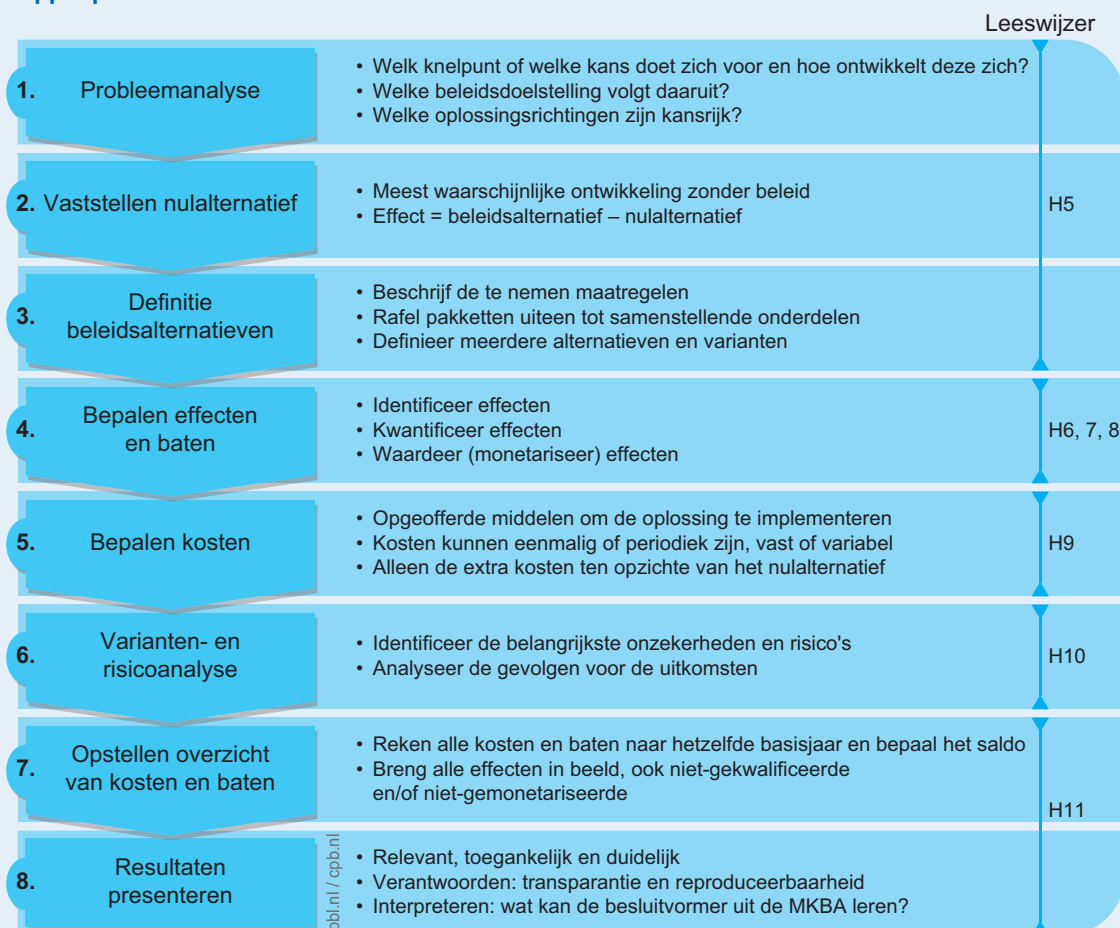 Leeswijzer
1. Probleemanalyse
• Welk knelpunt of welke kans doet zich voor en hoe ontwikkelt deze zich?
• Welke beleidsdoelstelling volgt daaruit?
• Welke oplossingsrichtingen zijn kansrijk?
2. Vaststellen nulalternatief
• Meest waarschijnlijke ontwikkeling zonder beleid
• Effect = beleidsalternatief – nulalternatief
H5
3. Definitie
beleidsalternatieven
• Beschrijf de te nemen maatregelen
• Rafel pakketten uiteen tot samenstellende onderdelen
• Definieer meerdere alternatieven en varianten
4. Bepalen effecten
en baten
• Identificeer effecten
• Kwantificeer effecten
• Waardeer (monetariseer) effecten
H6, 7, 8
5. Bepalen kosten
• Opgeofferde middelen om de oplossing te implementeren
• Kosten kunnen eenmalig of periodiek zijn, vast of variabel
• Alleen de extra kosten ten opzichte van het nulalternatief
H9
6. Varianten- en
risicoanalyse
• Identificeer de belangrijkste onzekerheden en risico's
• Analyseer de gevolgen voor de uitkomsten
H10
7. Opstellen overzicht
van kosten en baten
• Reken alle kosten en baten naar hetzelfde basisjaar en bepaal het saldo
• Breng alle effecten in beeld, ook niet-gekwalificeerde
en/of niet-gemonetariseerde
H11
8. Resultaten
presenteren
• Relevant, toegankelijk en duidelijk
• Verantwoorden: transparantie en reproduceerbaarheid
• Interpreteren: wat kan de besluitvormer uit de MKBA leren?
pbl.nl / cpb.nl